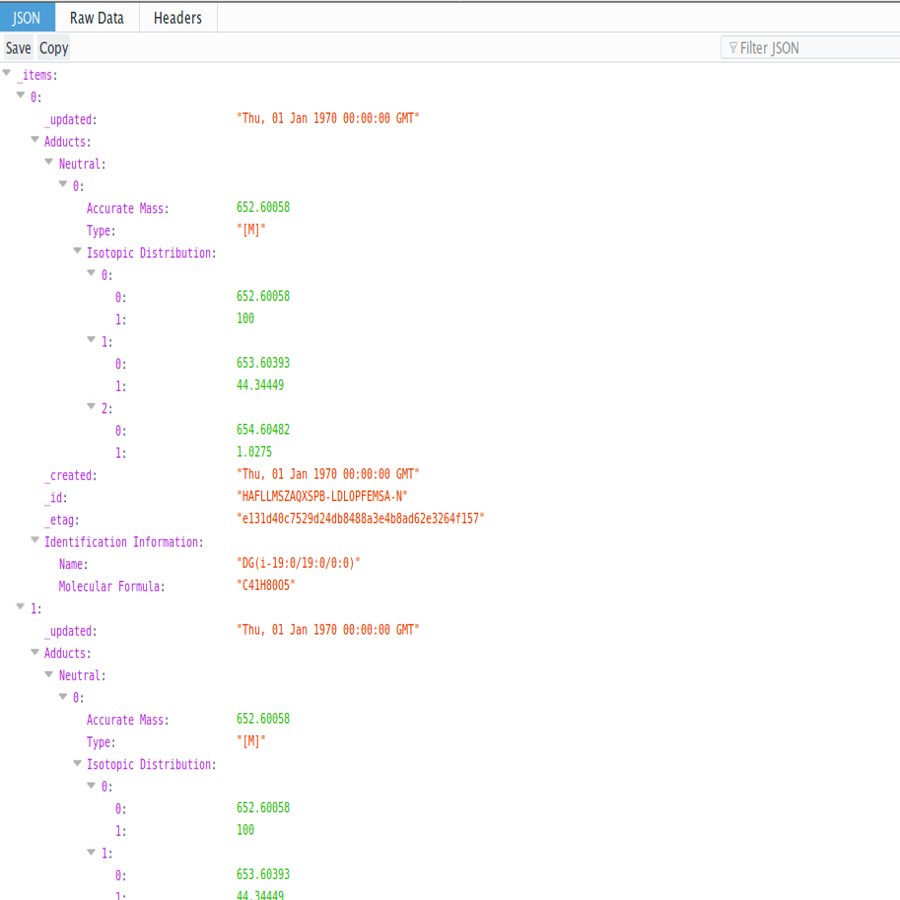 JSON Raw Data Headers
Save Copy Filter JSON
_items:
0:
_updated: "Thu, 01 Jan 1970 00:00:00 GMT"
Adducts:
Neutral:
0:
Accurate Mass: 652.60058
Type: "[M]"
Isotopic Distribution:
0:
0: 652.60058
1: 100
1:
0: 653.60393
1: 44.34449
2:
0: 654.60482
1: 1.0275
_created: "Thu, 01 Jan 1970 00:00:00 GMT"
_id: "HAFLLMSZAQXSPB-LDLOPFEMSA-N"
_etag: "e131d40c7529d24db8488a3e4b8ad62e3264f157"
Identification Information:
Name: "DG(i-19:0/19:0/0:0)"
Molecular Formula: "C41H80O5"
1:
_updated: "Thu, 01 Jan 1970 00:00:00 GMT"
Adducts:
Neutral:
0:
Accurate Mass: 652.60058
Type: "[M]"
Isotopic Distribution:
0:
0: 652.60058
1: 100
1:
0: 653.60393
1: 44.34449